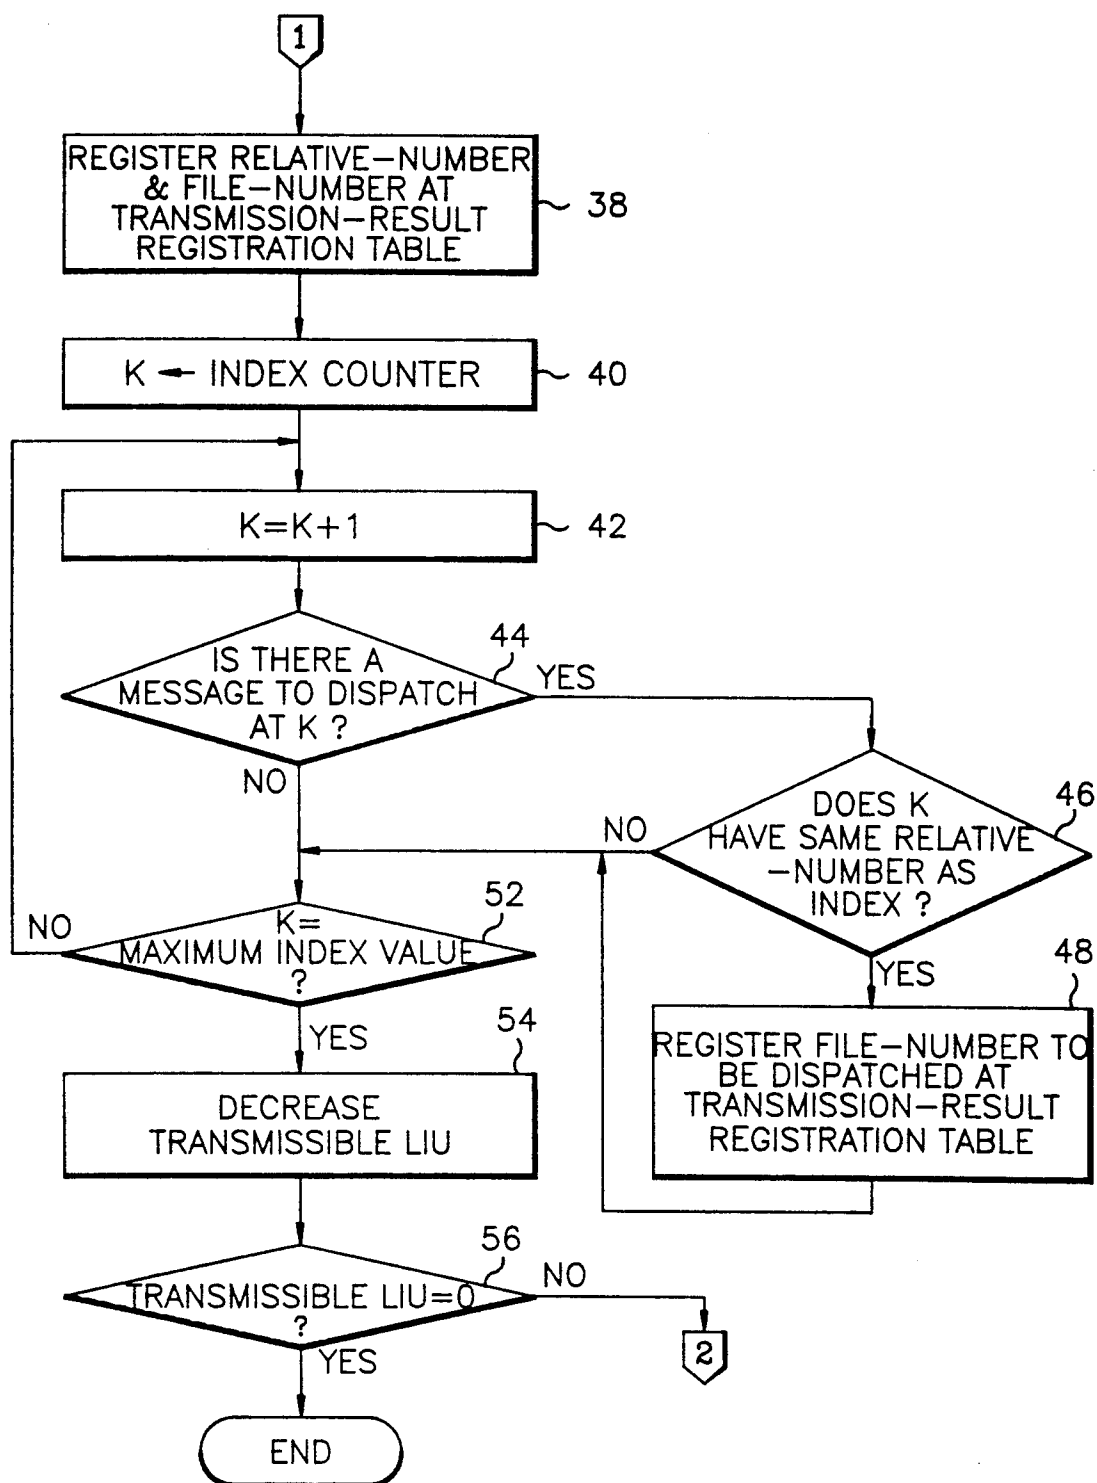 1
REGISTER RELATIVE-NUMBER
& FILE-NUMBER AT
TRANSMISSION-RESULT
REGISTRATION TABLE
38
K ← INDEX COUNTER
40
K=K+1
42
44
IS THERE A
MESSAGE TO DISPATCH
AT K ?
YES
NO
46
DOES K
HAVE SAME RELATIVE
-NUMBER AS
INDEX ?
NO
YES
52
K=
MAXIMUM INDEX VALUE
?
NO
YES
48
REGISTER FILE-NUMBER TO
BE DISPATCHED AT
TRANSMISSION-RESULT
REGISTRATION TABLE
54
DECREASE
TRANSMISSIBLE LIU
56
TRANSMISSIBLE LIU=0
?
NO
2
YES
END